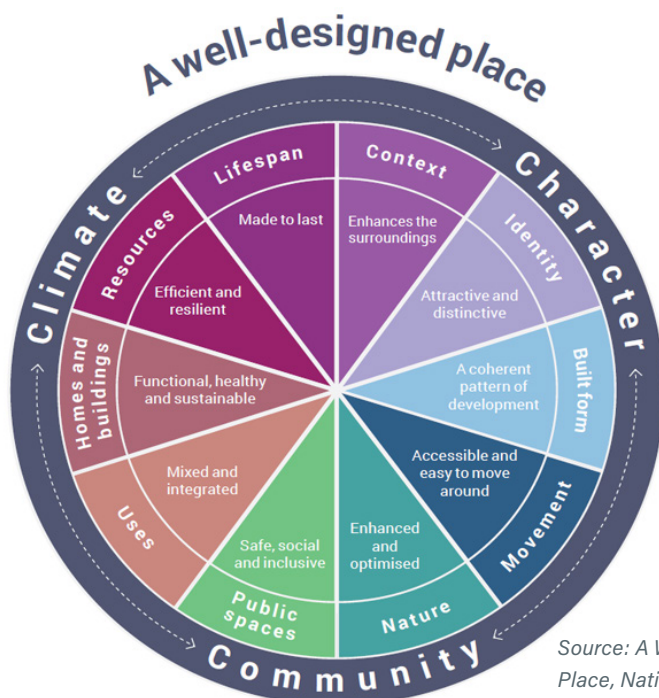 A well-designed place
Climate
Character
Community
Context
Enhances the
surroundings
Identity
Attractive and
distinctive
Built form
A coherent
pattern of
development
Movement
Accessible and
easy to move
around
Nature
Enhanced
and
optimised
Public
spaces
Safe, social
and inclusive
Uses
Mixed and
integrated
Homes and
buildings
Functional, healthy
and sustainable
Resources
Efficient and
resilient
Lifespan
Made to last
Source: A
Place, Nati